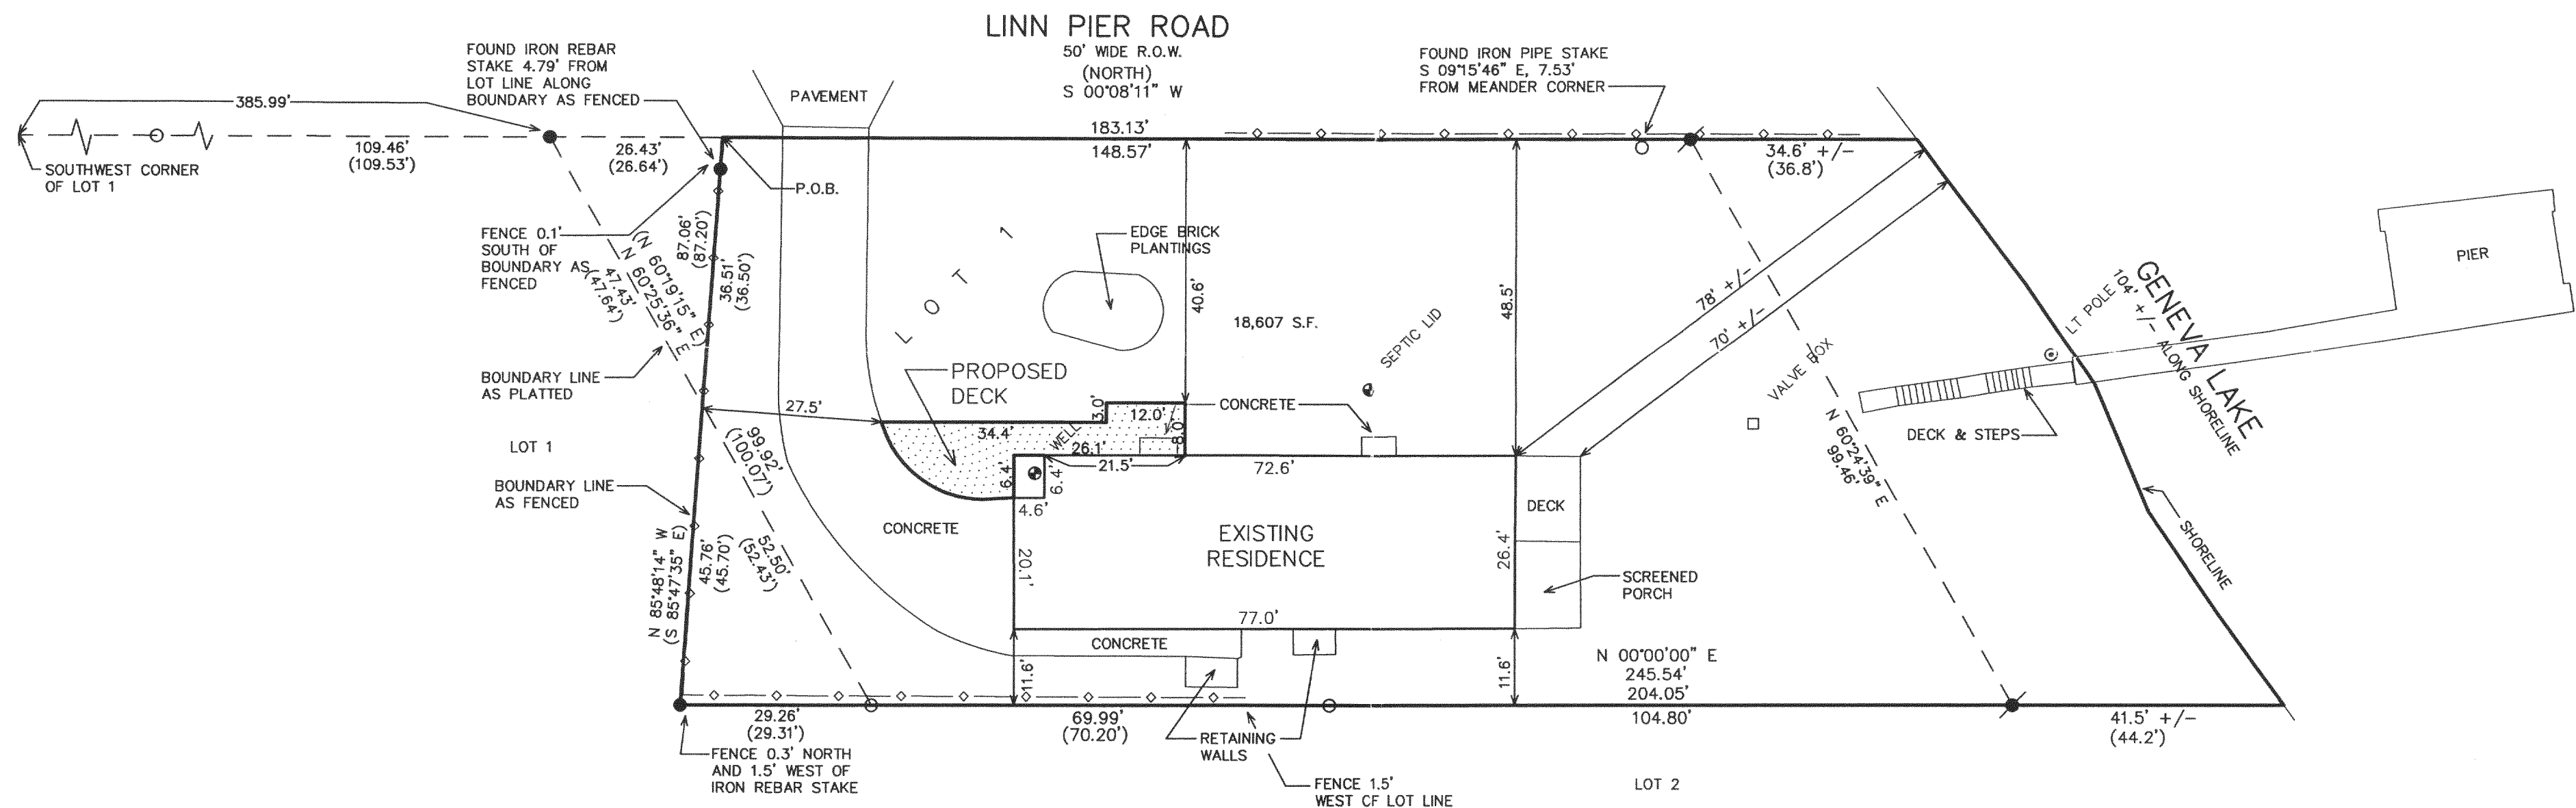 LINN PIER ROAD
50' WIDE R.O.W.
(NORTH)
S 00°08'11" W
183.13'
148.57'
FOUND IRON REBAR
STAKE 4.79' FROM
LOT LINE ALONG
BOUNDARY AS FENCED
385.99'
SOUTHWEST CORNER
OF LOT 1
109.46'
(109.53')
26.43'
(26.64')
PAVEMENT
P.O.B.
FOUND IRON PIPE STAKE
S 09°15'46" E, 7.53'
FROM MEANDER CORNER
34.6' +/-
(36.8')
FENCE 0.1'
SOUTH OF
BOUNDARY AS
FENCED
(N 60°19'15" E)
N 60°25'36" E
47.43'
(47.64')
87.06'
(87.20')
36.51'
(36.50')
BOUNDARY LINE
AS PLATTED
LOT 1
BOUNDARY LINE
AS FENCED
N 85°48'14" W
(S 85°47'35" E)
45.76'
(45.70')
99.92'
(100.07')
52.50'
(52.43')
LOT 1
EDGE BRICK
PLANTINGS
40.6'
18,607 S.F.
48.5'
SEPTIC LID
PROPOSED
DECK
27.5'
34.4'
3.0'
12.0'
8.0'
WELL
26.1'
21.5'
6.4'
6.4'
4.6'
CONCRETE
72.6'
CONCRETE
20.1'
EXISTING
RESIDENCE
26.4'
77.0'
DECK
SCREENED
PORCH
CONCRETE
11.6'
11.6'
78' +/-
70' +/-
VALVE BOX
LT POLE
GENEVA LAKE
104' +/- ALONG SHORELINE
PIER
DECK & STEPS
N 60°24'39" E
99.46'
SHORELINE
N 00°00'00" E
245.54'
204.05'
29.26'
(29.31')
69.99'
(70.20')
104.80'
41.5' +/-
(44.2')
FENCE 0.3' NORTH
AND 1.5' WEST OF
IRON REBAR STAKE
RETAINING
WALLS
FENCE 1.5'
WEST CF LOT LINE
LOT 2